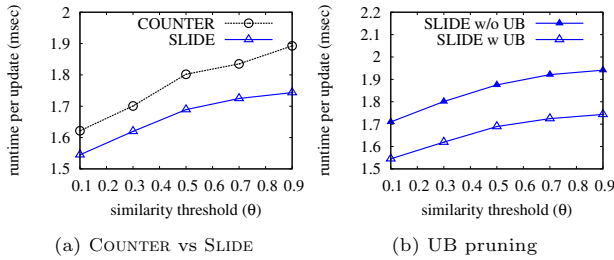 2
1.9
1.8
1.7
1.6
1.5
runtime per update (msec)
COUNTER
SLIDE
0.1 0.2 0.3 0.4 0.5 0.6 0.7 0.8 0.9
similarity threshold (θ)
(a) COUNTER vs SLIDE
2.2
2.1
2
1.9
1.8
1.7
1.6
1.5
runtime per update (msec)
SLIDE w/o UB
SLIDE w UB
0.1 0.2 0.3 0.4 0.5 0.6 0.7 0.8 0.9
similarity threshold (θ)
(b) UB pruning